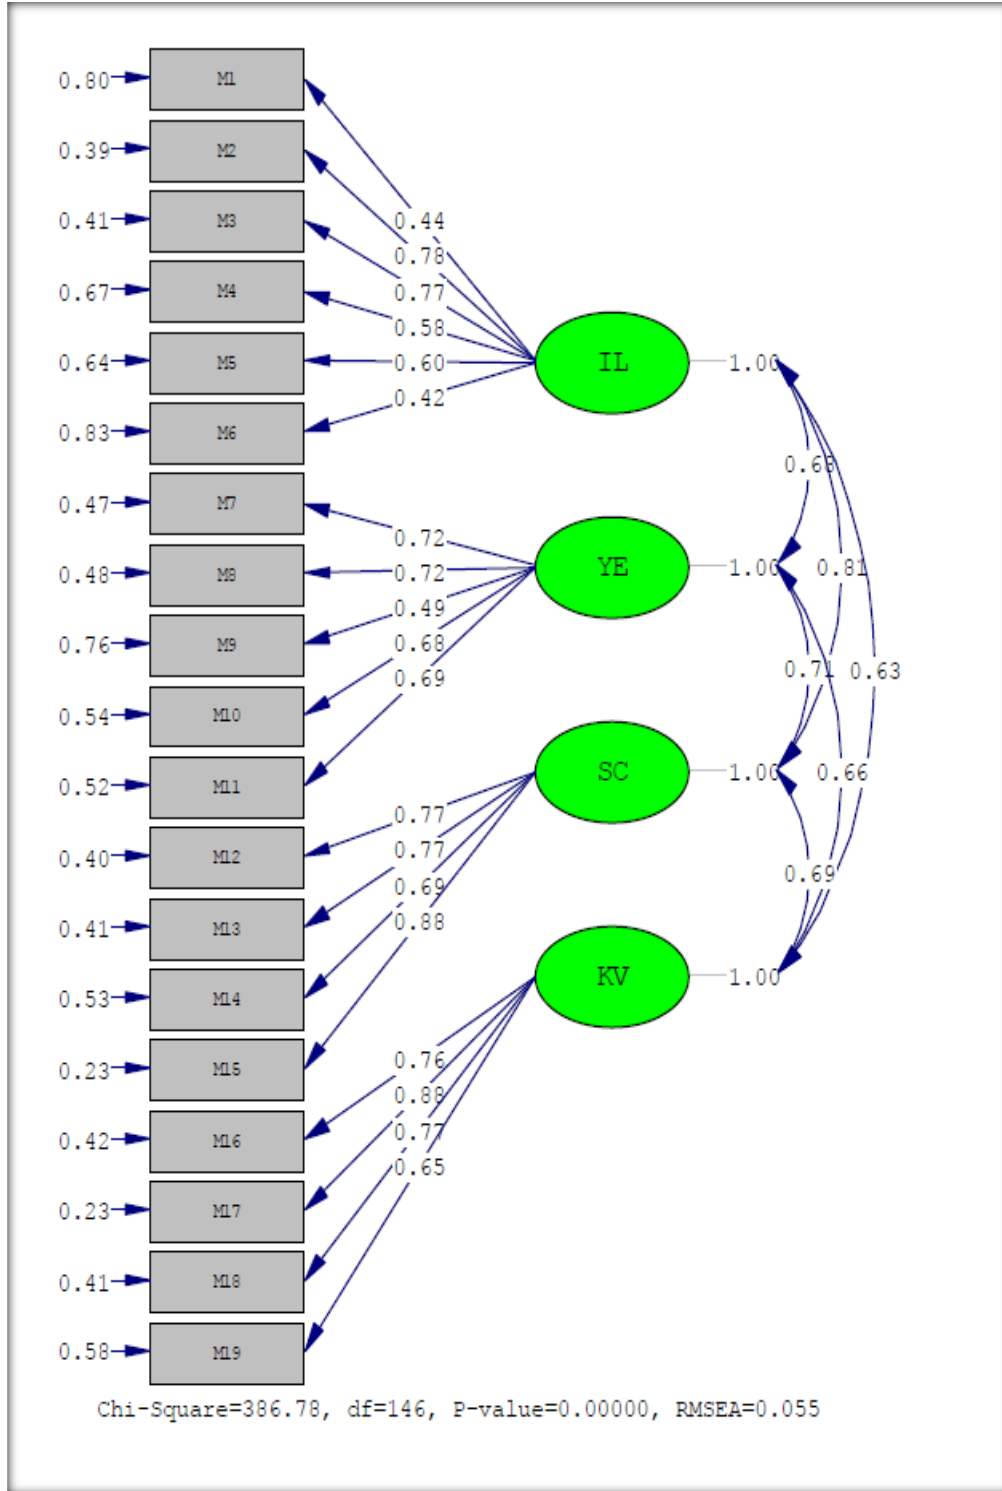 0.80 M1
0.39 M2
0.41 M3
0.44
0.78
0.67 M4
0.77
0.58
0.64 M5
0.60
IL 1.00
0.42
0.83 M6
0.47 M7
0.72
0.48 M8
0.72
YE 1.00
0.81
0.49
0.76 M9
0.68
0.69
0.71
0.63
0.54 M10
0.52 M11
SC 1.00
0.66
0.77
0.40 M12
0.77
0.69
0.69
0.41 M13
0.88
KV 1.00
0.53 M14
0.23 M15
0.76
0.88
0.42 M16
0.77
0.65
0.23 M17
0.41 M18
0.58 M19
Chi-Square=386.78, df=146, P-value=0.00000, RMSEA=0.055